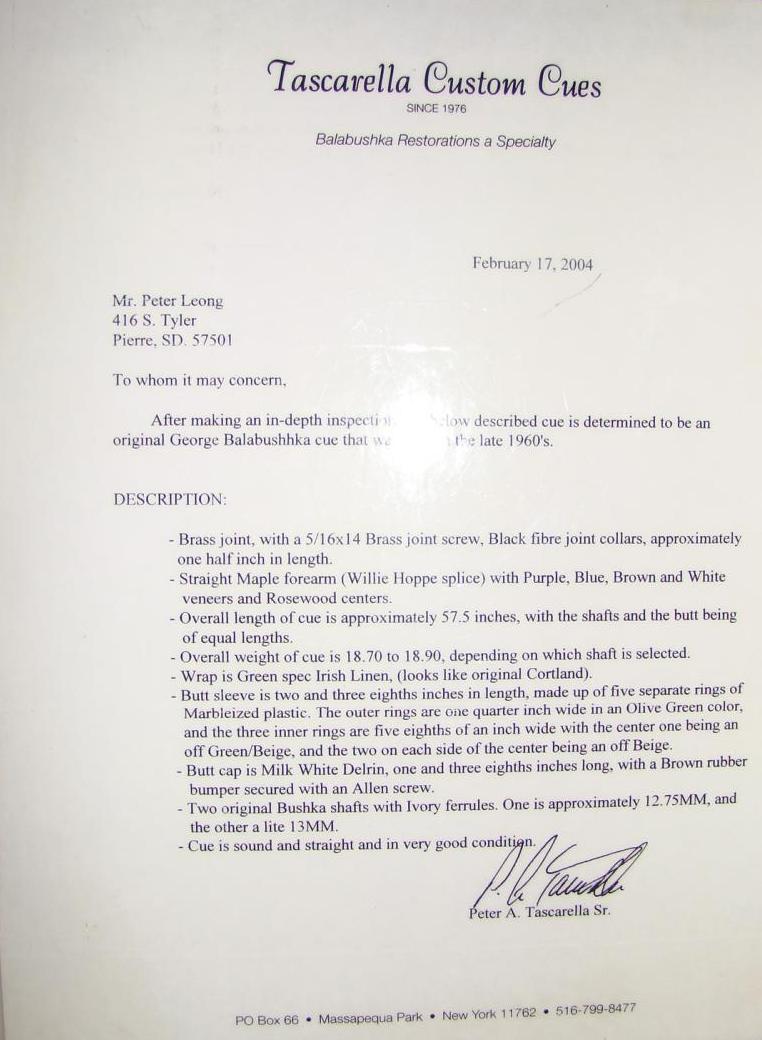 Tascarella Custom Cues
SINCE 1976
Balabushka Restorations a Specialty
February 17, 2004
Mr. Peter Leong
416 S. Tyler
Pierre, SD. 57501
To whom it may concern,
After making an in-depth described cue is determined to be an
original George Balabushhka cue that the late 1960's.
DESCRIPTION:
- Brass joint, with a 5/16x14 Brass joint screw, Black fibre joint collars, approximately
one half inch in length.
- Straight Maple forearm (Willie Hoppe splice) with Purple, Blue, Brown and White
veneers and Rosewood centers.
- Overall length of cue is approximately 57.5 inches, with the shafts and the butt being
of equal lengths.
- Overall weight of cue is 18.70 to 18.90, depending on which shaft is selected.
- Wrap is Green spec Irish Linen, (looks like original Cortland).
- Butt sleeve is two and three eighths inches in length, made up of five separate rings of
Marbleized plastic. The outer rings are one quarter inch wide in an Olive Green color,
and the three inner rings are five eighths of an inch wide with the center one being an
off Green/Beige, and the two on each side of the center being an off Beige.
- Butt cap is Milk White Delrin, one and three eighths inches long, with a Brown rubber
bumper secured with an Allen screw.
- Two original Bushka shafts with Ivory ferrules. One is approximately 12.75MM, and
the other a lite 13MM.
- Cue is sound and straight and in very good condition.
Peter A. Tascarella Sr.
PO Box 66 • Massapequa Park • New York 11762 • 516-799-8477